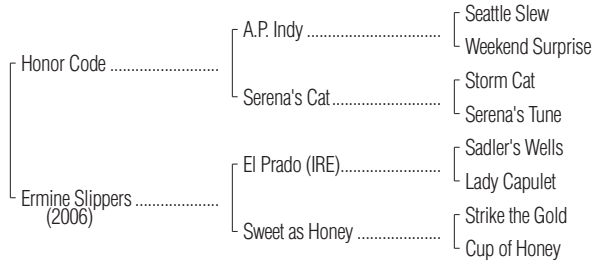 Seattle Slew
A.P. Indy ............................
Weekend Surprise
Honor Code .......................
Storm Cat
Serena's Cat.......................
Serena's Tune
Sadler's Wells
El Prado (IRE).....................
Lady Capulet
Ermine Slippers .................
(2006)
Strike the Gold
Sweet as Honey .................
Cup of Honey